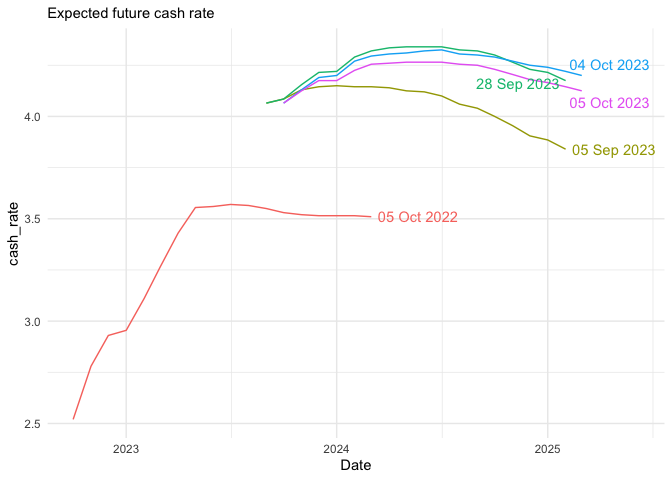 Expected future cash rate
04 Oct 2023
28 Sep 2023
05 Oct 2023
4.0
05 Sep 2023
cash_rate
3.5
05 Oct 2022
3.0
2.5
2023
2024
2025
Date